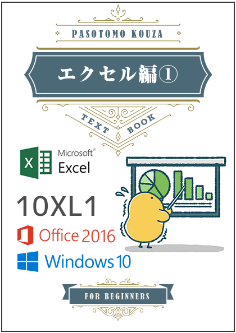 PASOTOMO KOUZA
エクセル編①
TEXT BOOK
Microsoft®
Excel
10XL1
Office 2016
Windows 10
FOR BEGINNERS